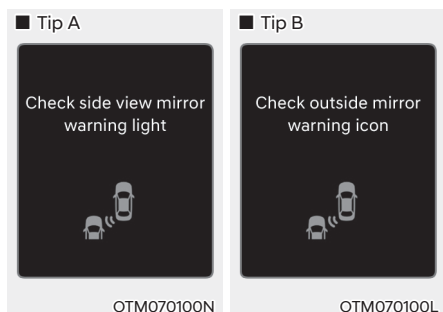 ■ Tip A
Check side view mirror
warning light
OTM070100N
■ Tip B
Check outside mirror
warning icon
OTM070100L